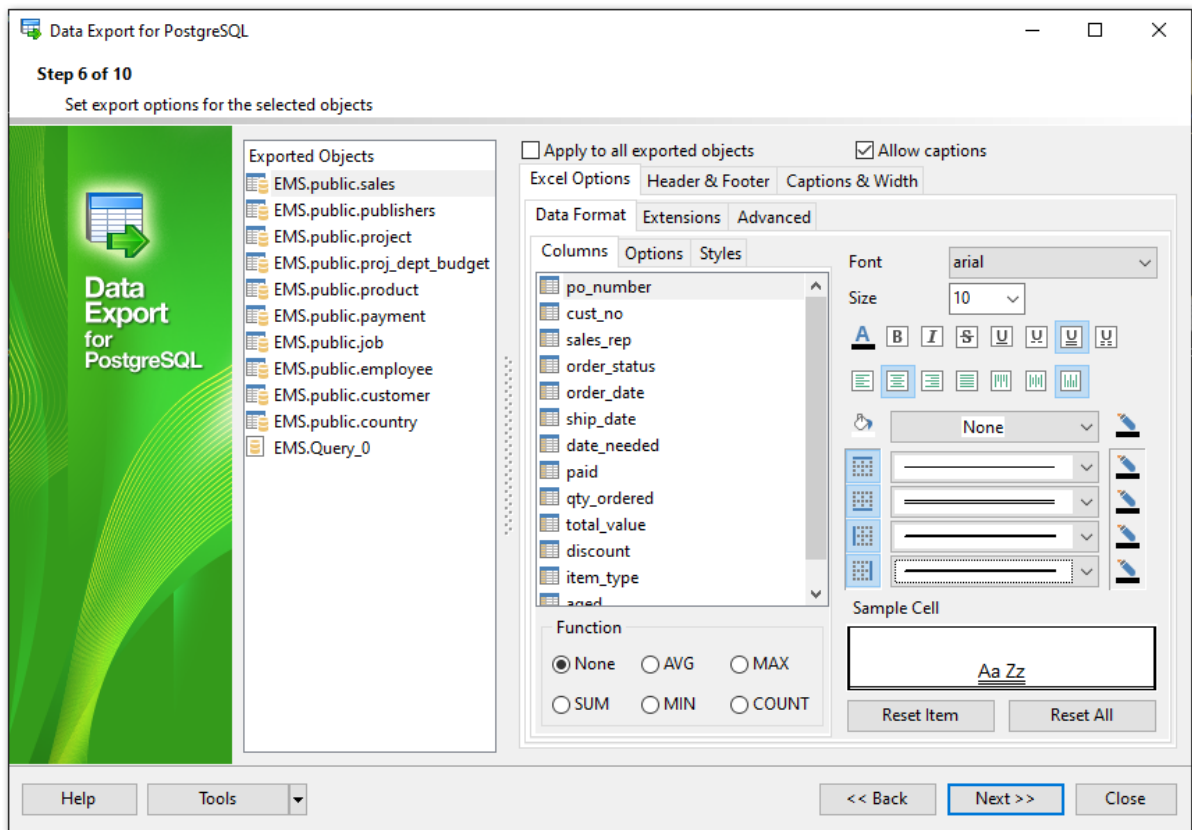 Data Export for PostgreSQL
Step 6 of 10
Set export options for the selected objects
Data
Export
for
PostgreSQL
Exported Objects
EMS.public.sales
EMS.public.publishers
EMS.public.project
EMS.public.proj_dept_budget
EMS.public.product
EMS.public.payment
EMS.public.job
EMS.public.employee
EMS.public.customer
EMS.public.country
EMS.Query_0
Apply to all exported objects
Allow captions
Excel Options Header & Footer Captions & Width
Data Format Extensions Advanced
Columns Options Styles
po_number
cust_no
sales_rep
order_status
order_date
ship_date
date_needed
paid
qty_ordered
total_value
discount
item_type
aged
Function
None AVG MAX
SUM MIN COUNT
Font arial
Size 10
A B I S U U U U
None
Sample Cell
Aa Zz
Reset Item Reset All
Help Tools << Back Next >> Close